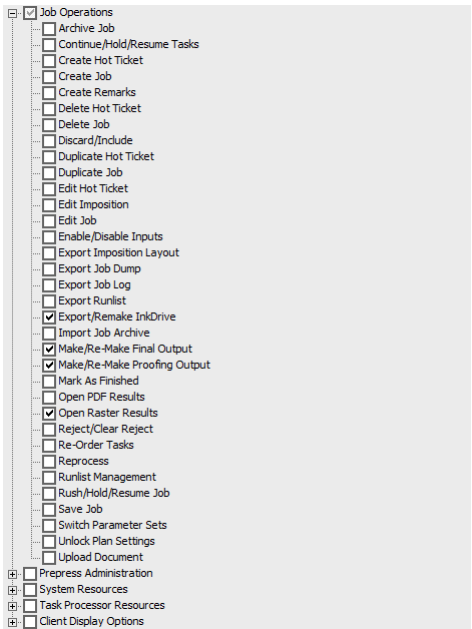 Job Operations
Archive Job
Continue/Hold/Resume Tasks
Create Hot Ticket
Create Job
Create Remarks
Delete Hot Ticket
Delete Job
Discard/Include
Duplicate Hot Ticket
Duplicate Job
Edit Hot Ticket
Edit Imposition
Edit Job
Enable/Disable Inputs
Export Imposition Layout
Export Job Dump
Export Job Log
Export Runlist
Export/Remake InkDrive
Import Job Archive
Make/Re-Make Final Output
Make/Re-Make Proofing Output
Mark As Finished
Open PDF Results
Open Raster Results
Reject/Clear Reject
Re-Order Tasks
Reprocess
Runlist Management
Rush/Hold/Resume Job
Save Job
Switch Parameter Sets
Unlock Plan Settings
Upload Document
Prepress Administration
System Resources
Task Processor Resources
Client Display Options